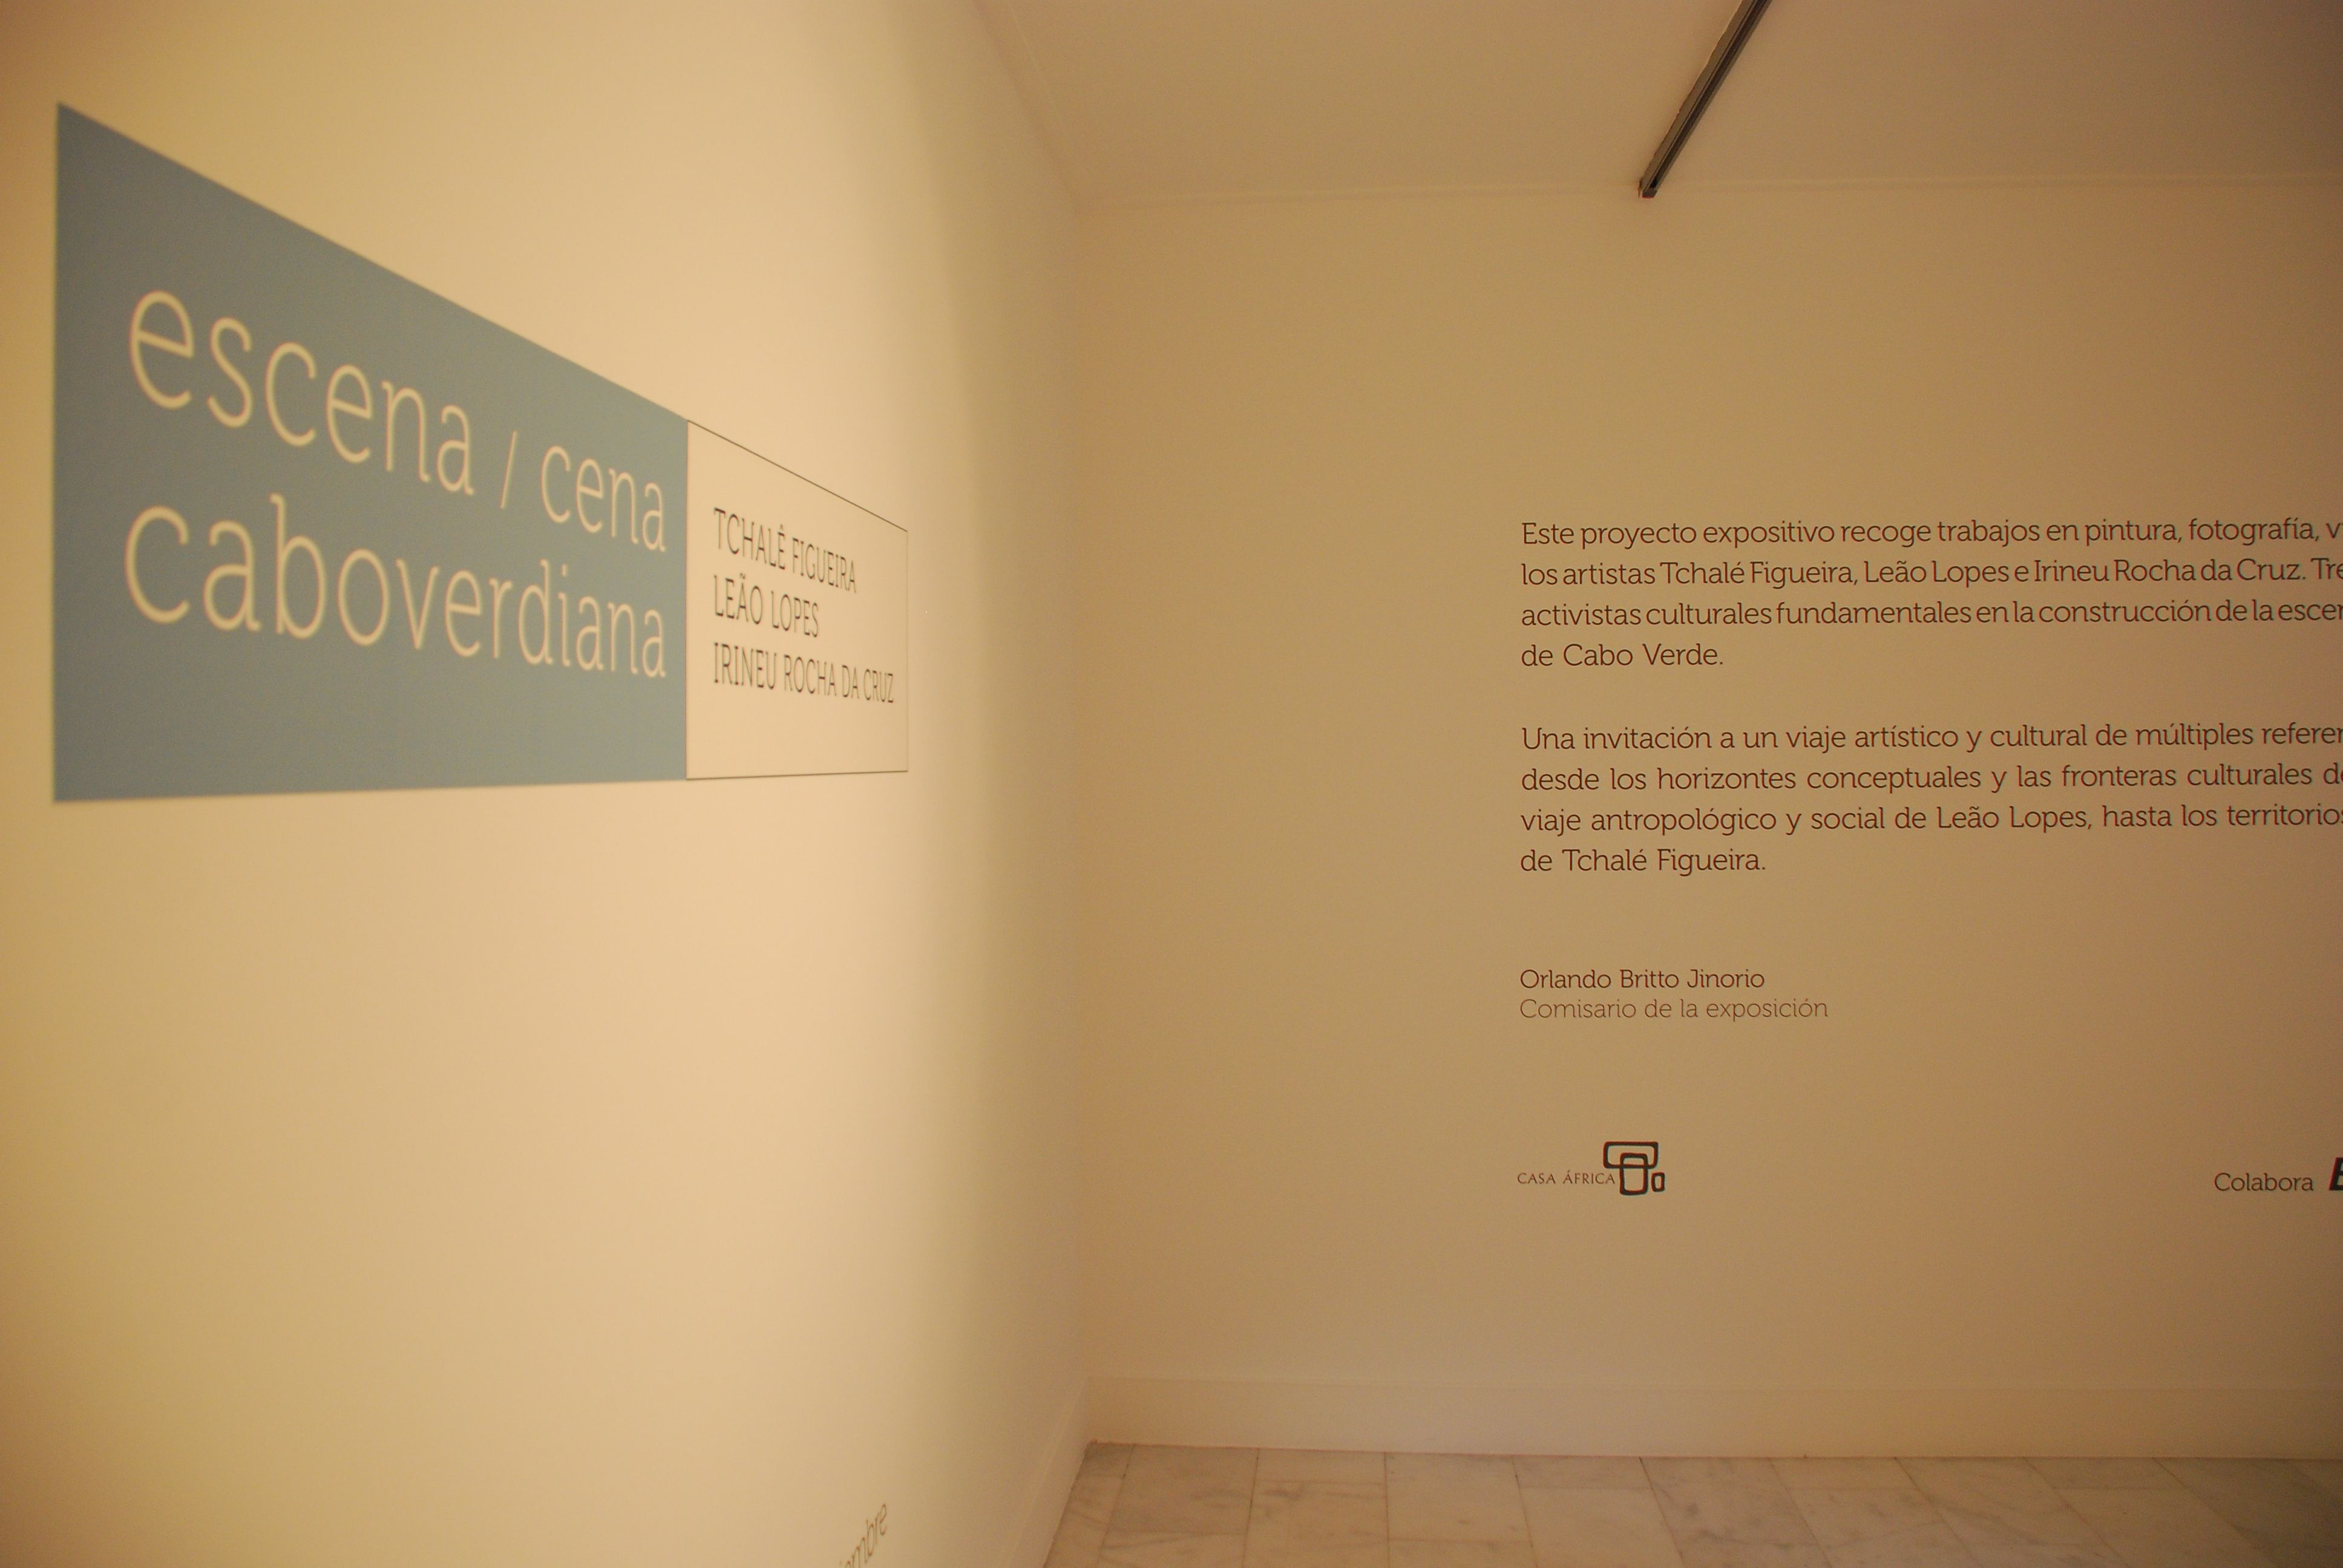 escena / cena
caboverdiana
TCHALÊ FIGUEIRA
LEÃO LOPES
IRINEU ROCHA DA CRUZ
Este proyecto expositivo recoge trabajos en pintura, fotografía,
los artistas Tchalé Figueira, Leão Lopes e Irineu Rocha da Cruz.
activistas culturales fundamentales en la construcción de la
de Cabo Verde.
Una invitación a un viaje artístico y cultural de múltiples
desde los horizontes conceptuales y las fronteras culturales
viaje antropológico y social de Leão Lopes, hasta los
de Tchalé Figueira.
Orlando Britto Jinorio
Comisario de la exposición
CASA ÁFRICA
Colabora